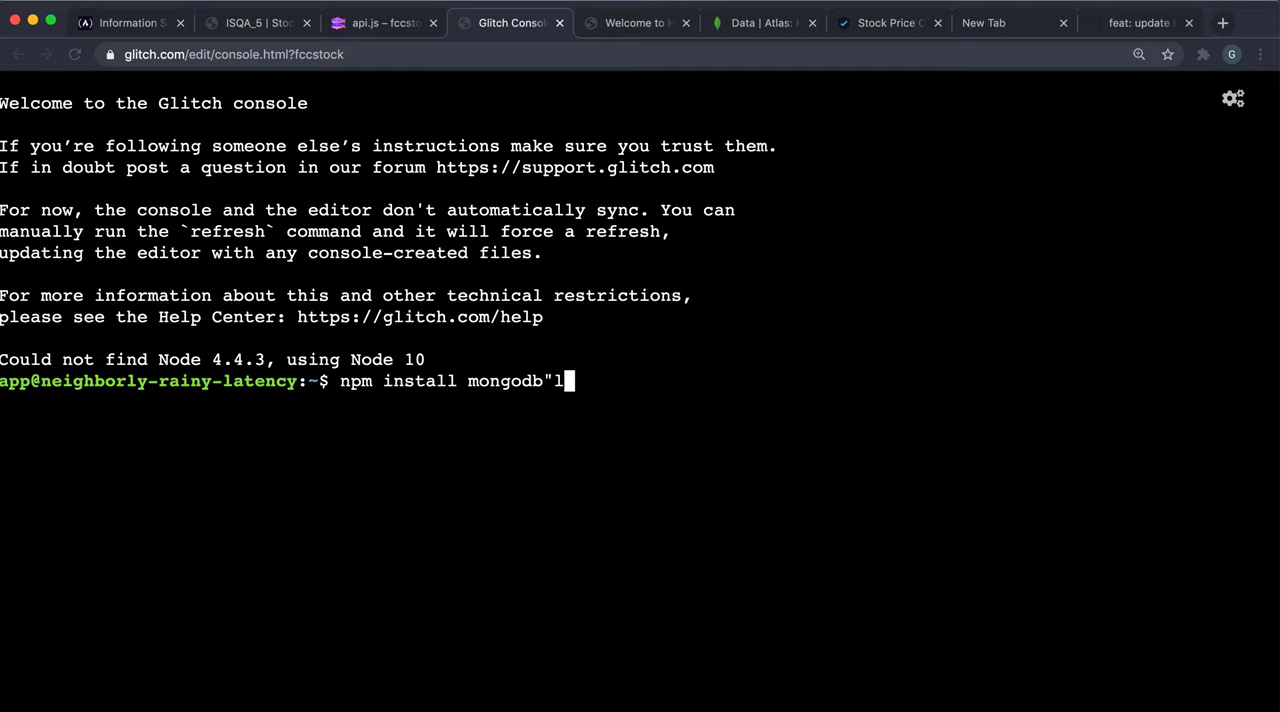 Information S
ISQA_5 | Stoc
api.js – fccsto
Glitch Conso
Welcome to H
Data | Atlas: M
Stock Price C
New Tab
feat: update l
glitch.com/edit/console.html?fccstock
G
Welcome to the Glitch console
If you’re following someone else’s instructions make sure you trust them.
If in doubt post a question in our forum https://support.glitch.com
For now, the console and the editor don't automatically sync. You can
manually run the `refresh` command and it will force a refresh,
updating the editor with any console-created files.
For more information about this and other technical restrictions,
please see the Help Center: https://glitch.com/help
Could not find Node 4.4.3, using Node 10
app@neighborly-rainy-latency:~$ npm install mongodb"l